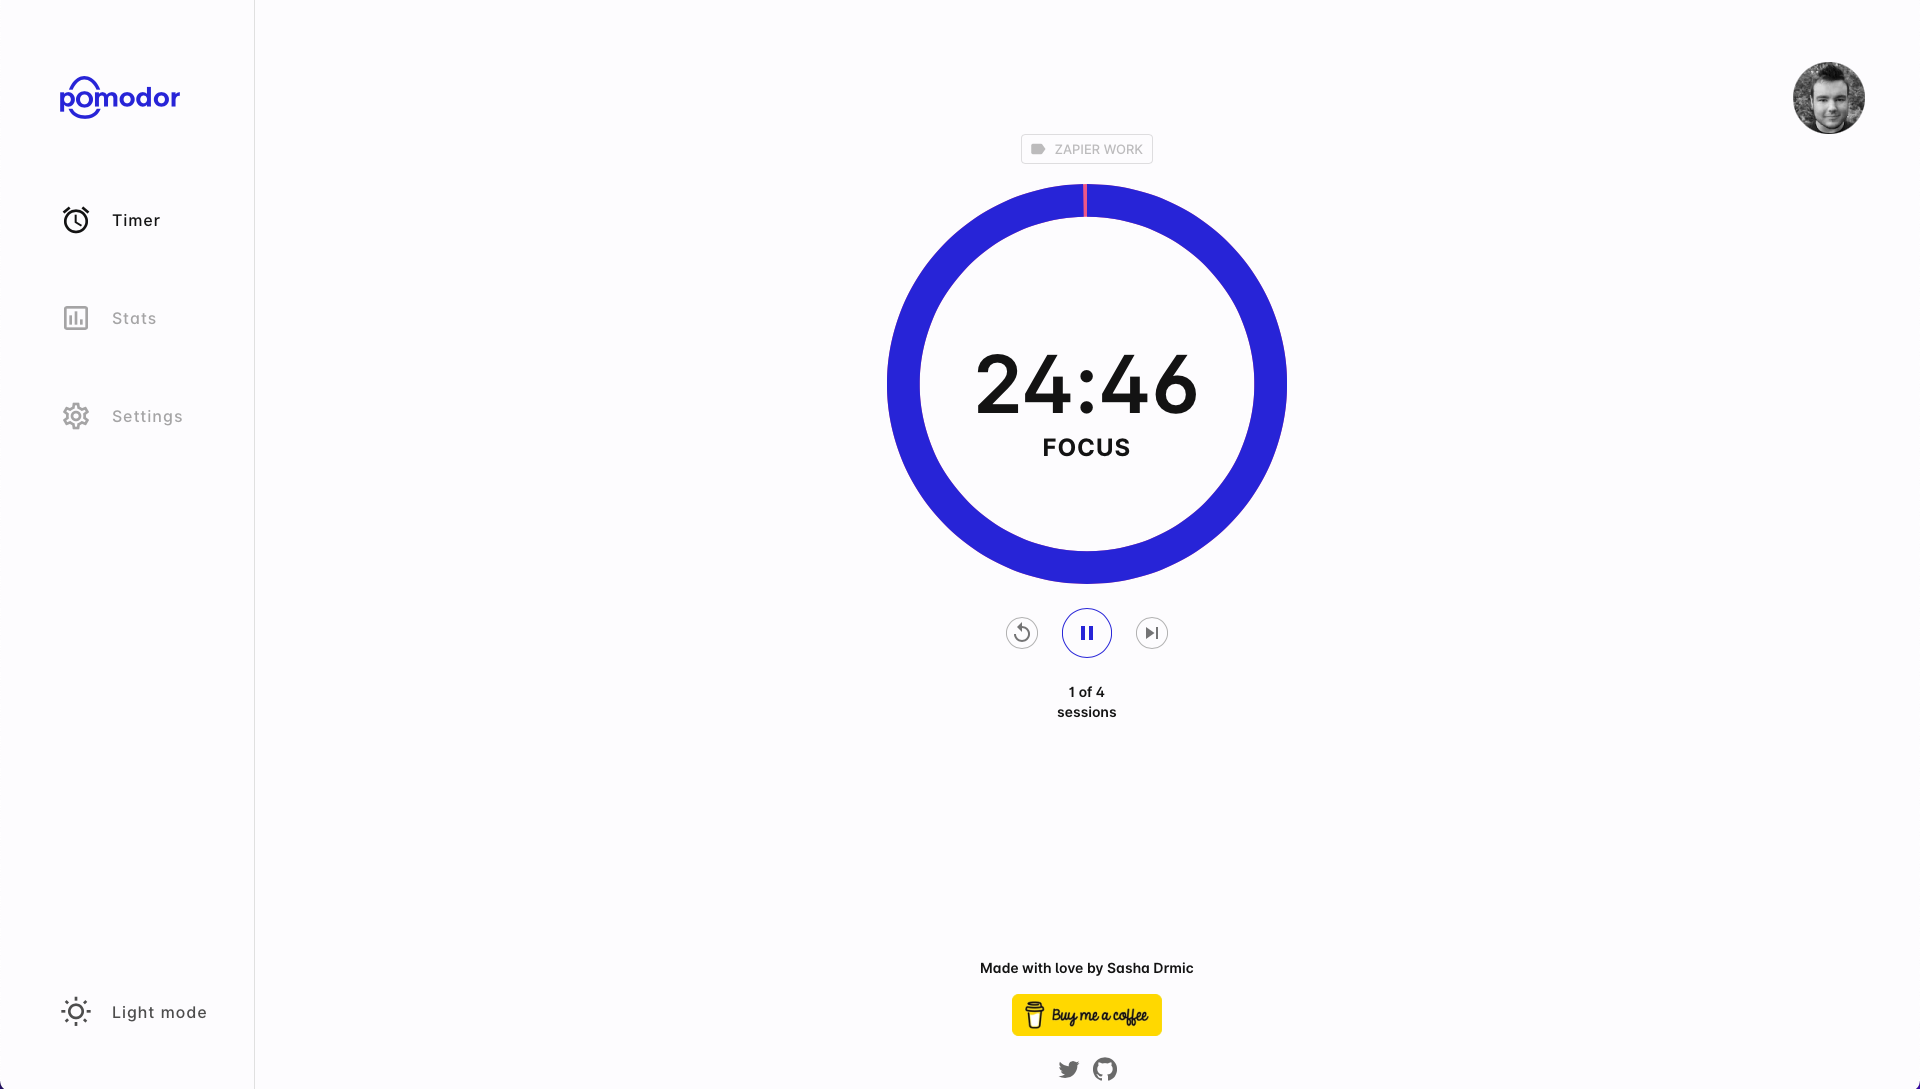 pomodor
Timer
Stats
Settings
Light mode
ZAPIER WORK
24:46
FOCUS
1 of 4
sessions
Made with love by Sasha Drmic
Buy me a coffee